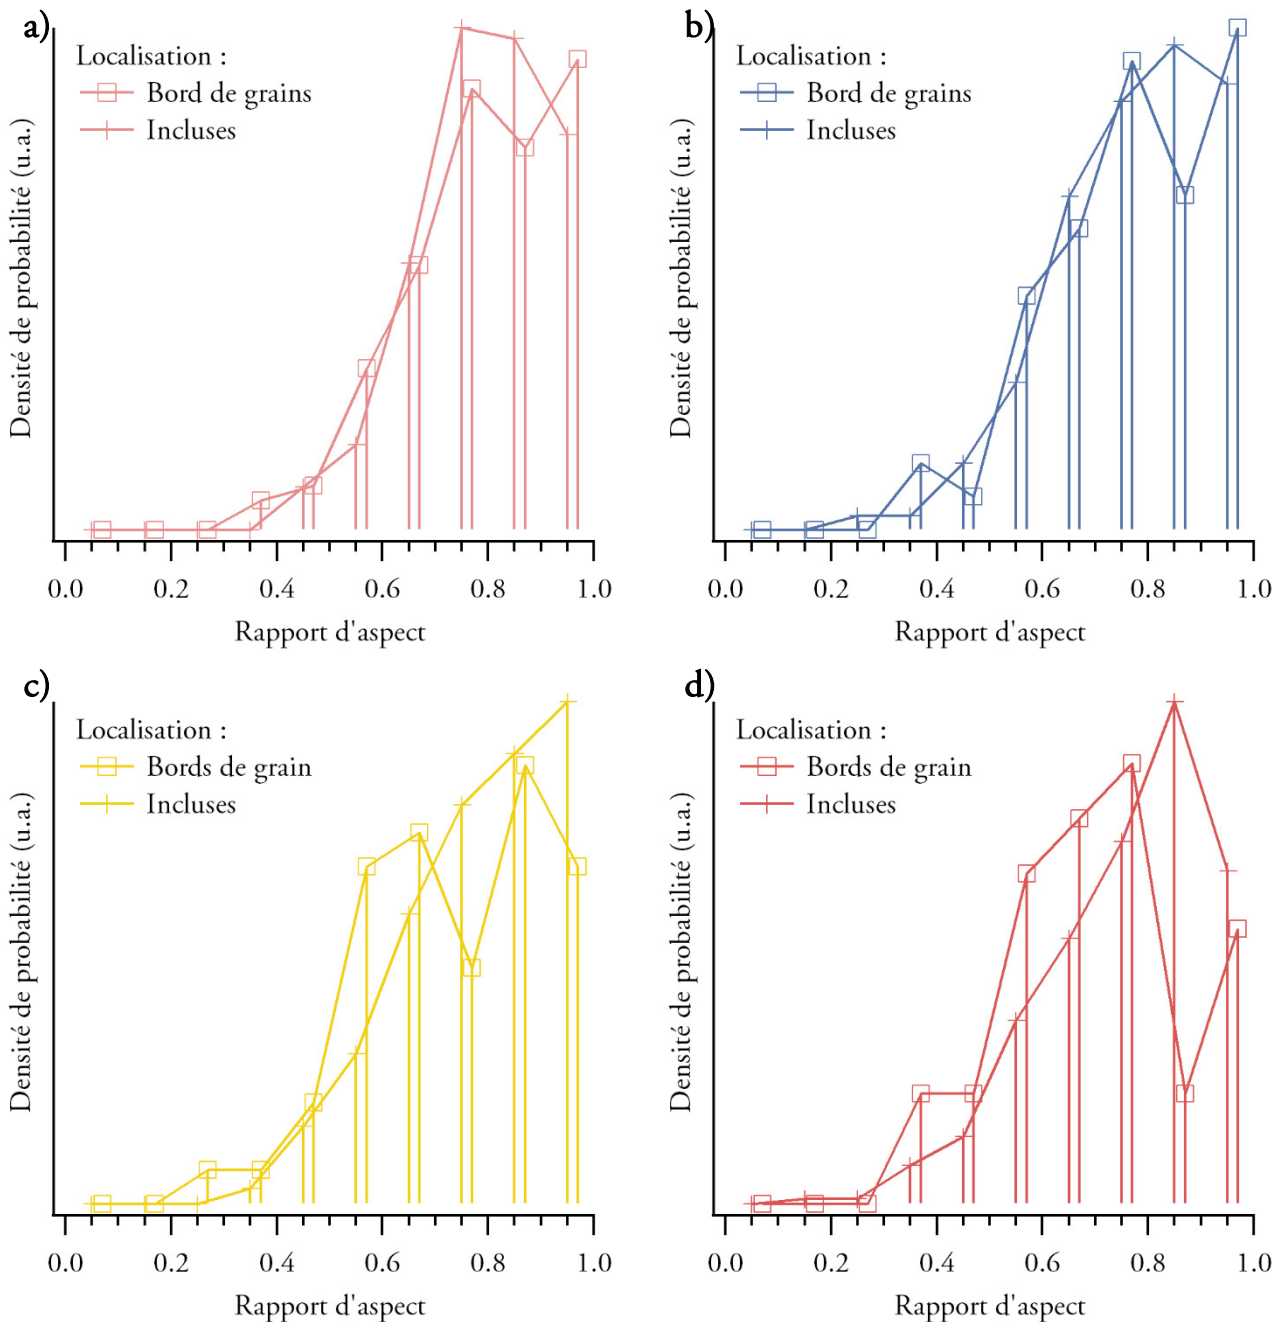 a)
Localisation :
Bord de grains
Incluses
Densité de probabilité (u.a.)
0.0 0.2 0.4 0.6 0.8 1.0
Rapport d'aspect
b)
Localisation :
Bord de grains
Incluses
Densité de probabilité (u.a.)
0.0 0.2 0.4 0.6 0.8 1.0
Rapport d'aspect
c)
Localisation :
Bords de grain
Incluses
Densité de probabilité (u.a.)
0.0 0.2 0.4 0.6 0.8 1.0
Rapport d'aspect
d)
Localisation :
Bords de grain
Incluses
Densité de probabilité (u.a.)
0.0 0.2 0.4 0.6 0.8 1.0
Rapport d'aspect